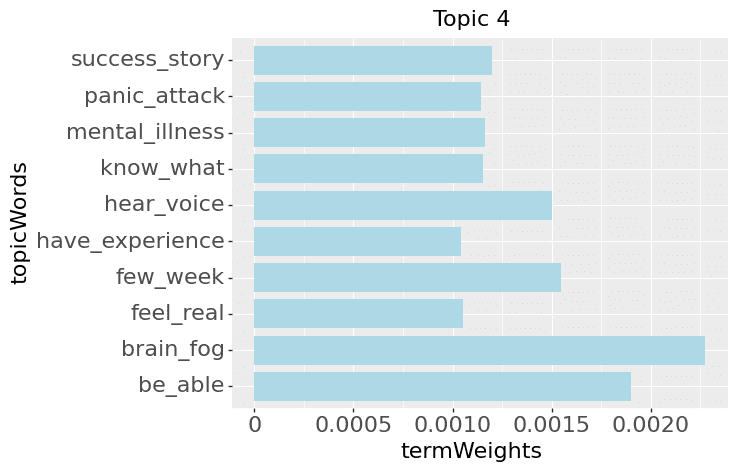 Topic 4
topicWords
success_story
panic_attack
mental_illness
know_what
hear_voice
have_experience
few_week
feel_real
brain_fog
be_able
0 0.0005 0.0010 0.0015 0.0020
termWeights